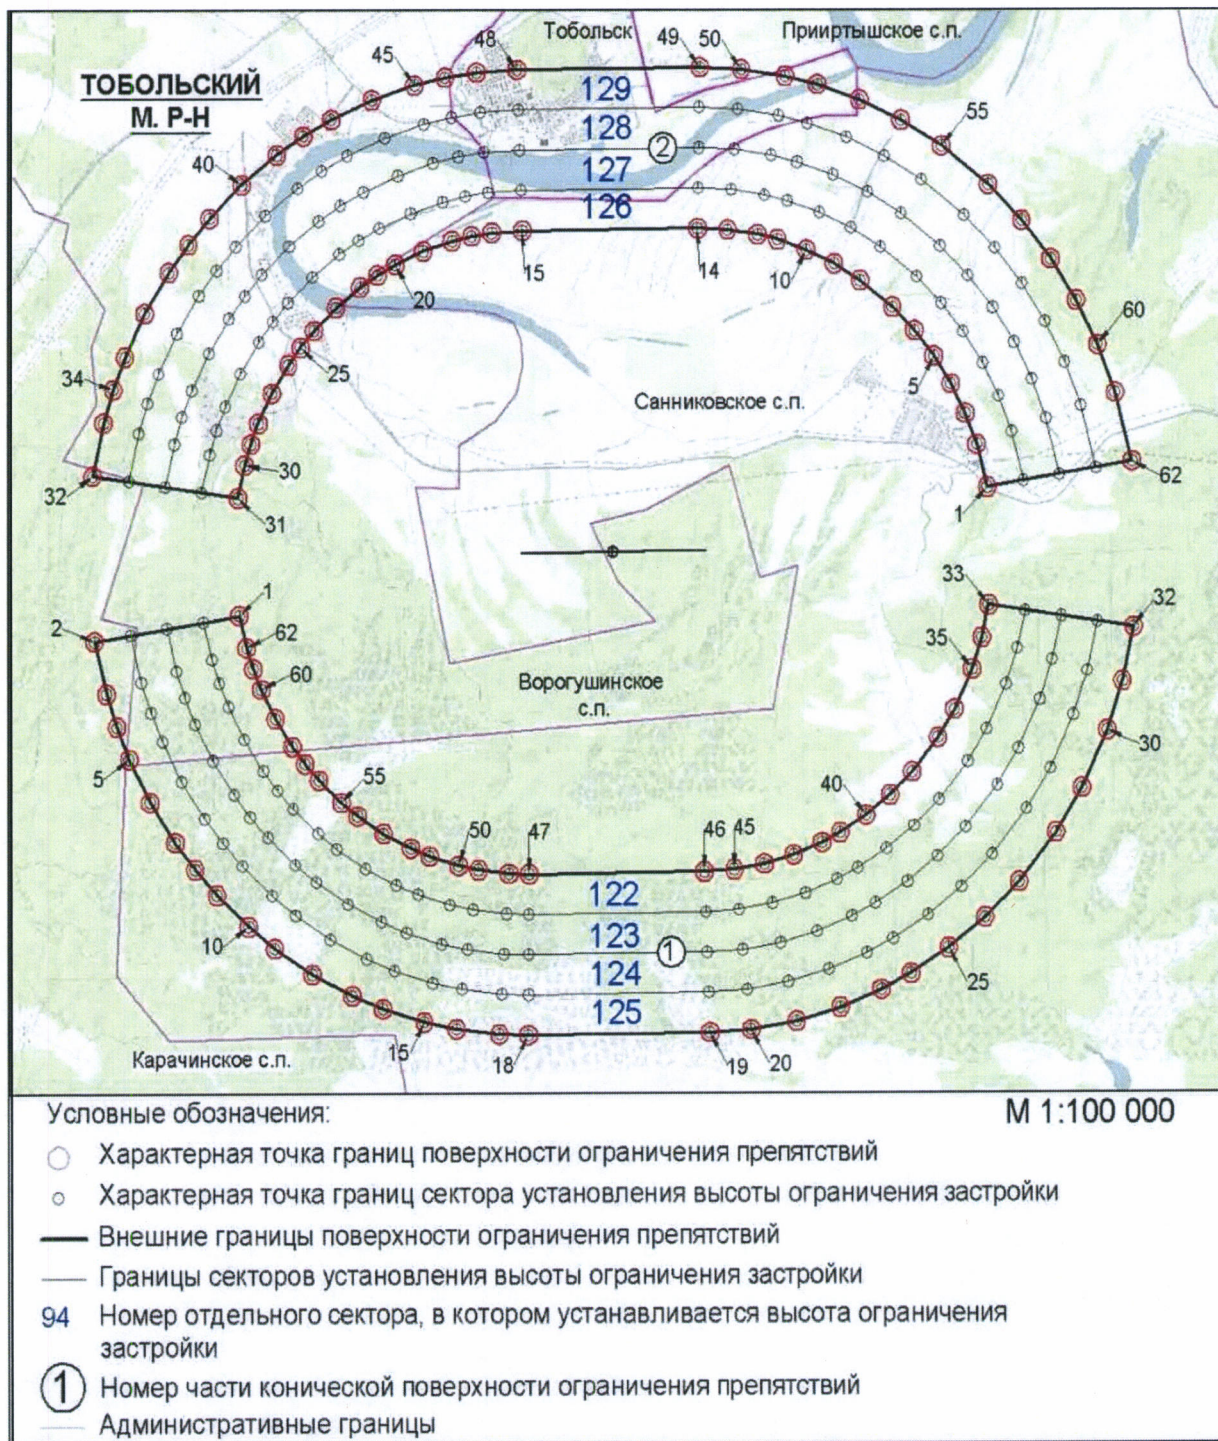 Тобольск
Прииртышское с.п.
ТОБОЛЬСКИЙ
М. Р-Н
45
48
49
50
55
40
129
128
2
127
126
15
14
10
20
60
34
25
5
Санниковское с.п.
30
32
31
1
62
33
32
1
2
62
35
60
Ворогушинское
с.п.
30
5
55
40
50
47
46
45
122
123
1
10
124
25
125
15
18
19
20
Карачинское с.п.
Условные обозначения:
М 1:100 000
Характерная точка границ поверхности ограничения препятствий
Характерная точка границ сектора установления высоты ограничения застройки
Внешние границы поверхности ограничения препятствий
Границы секторов установления высоты ограничения застройки
94 Номер отдельного сектора, в котором устанавливается высота ограничения
застройки
1 Номер части конической поверхности ограничения препятствий
Административные границы